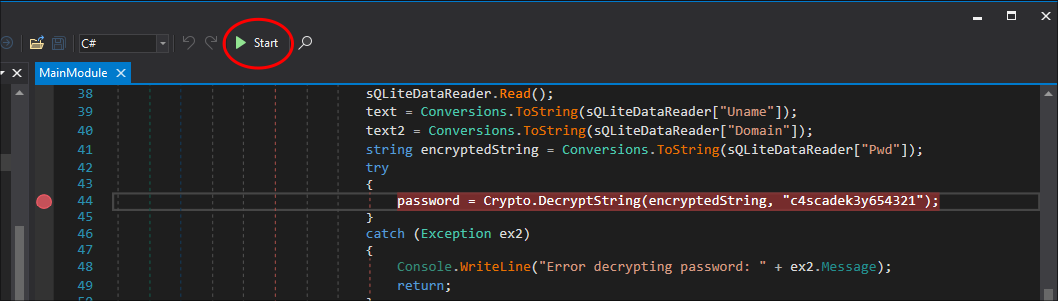 C# Start
MainModule
38 sQLiteDataReader.Read();
39 text = Conversions.ToString(sQLiteDataReader["Uname"]);
40 text2 = Conversions.ToString(sQLiteDataReader["Domain"]);
41 string encryptedString = Conversions.ToString(sQLiteDataReader["Pwd"]);
42 try
43 {
44 password = Crypto.DecryptString(encryptedString, "c4scadek3y654321");
45 }
46 catch (Exception ex2)
47 {
48 Console.WriteLine("Error decrypting password: " + ex2.Message);
49 return;